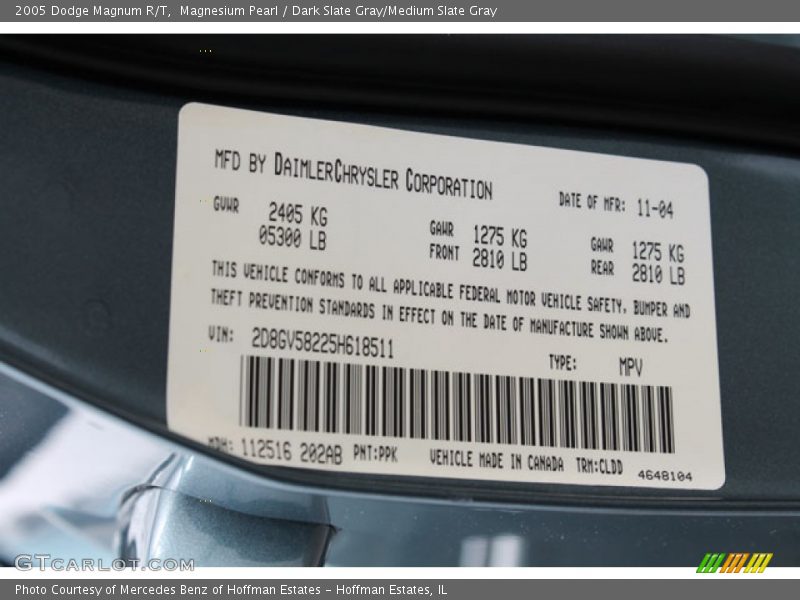 2005 Dodge Magnum R/T, Magnesium Pearl / Dark Slate Gray/Medium Slate Gray
MFD BY DAIMLERCHRYSLER CORPORATION
DATE OF MFR: 11-04
GVWR 2405 KG
05300 LB
GAWR FRONT 1275 KG
2810 LB
GAWR REAR 1275 KG
2810 LB
THIS VEHICLE CONFORMS TO ALL APPLICABLE FEDERAL MOTOR VEHICLE SAFETY, BUMPER AND
THEFT PREVENTION STANDARDS IN EFFECT ON THE DATE OF MANUFACTURE SHOWN ABOVE.
VIN: 2D8GV58225H618511
TYPE: MPV
MDH: 112516 202AB PNT:PPK VEHICLE MADE IN CANADA TRM:CLDD 4648104
GTCARLOT.COM
Photo Courtesy of Mercedes Benz of Hoffman Estates - Hoffman Estates, IL